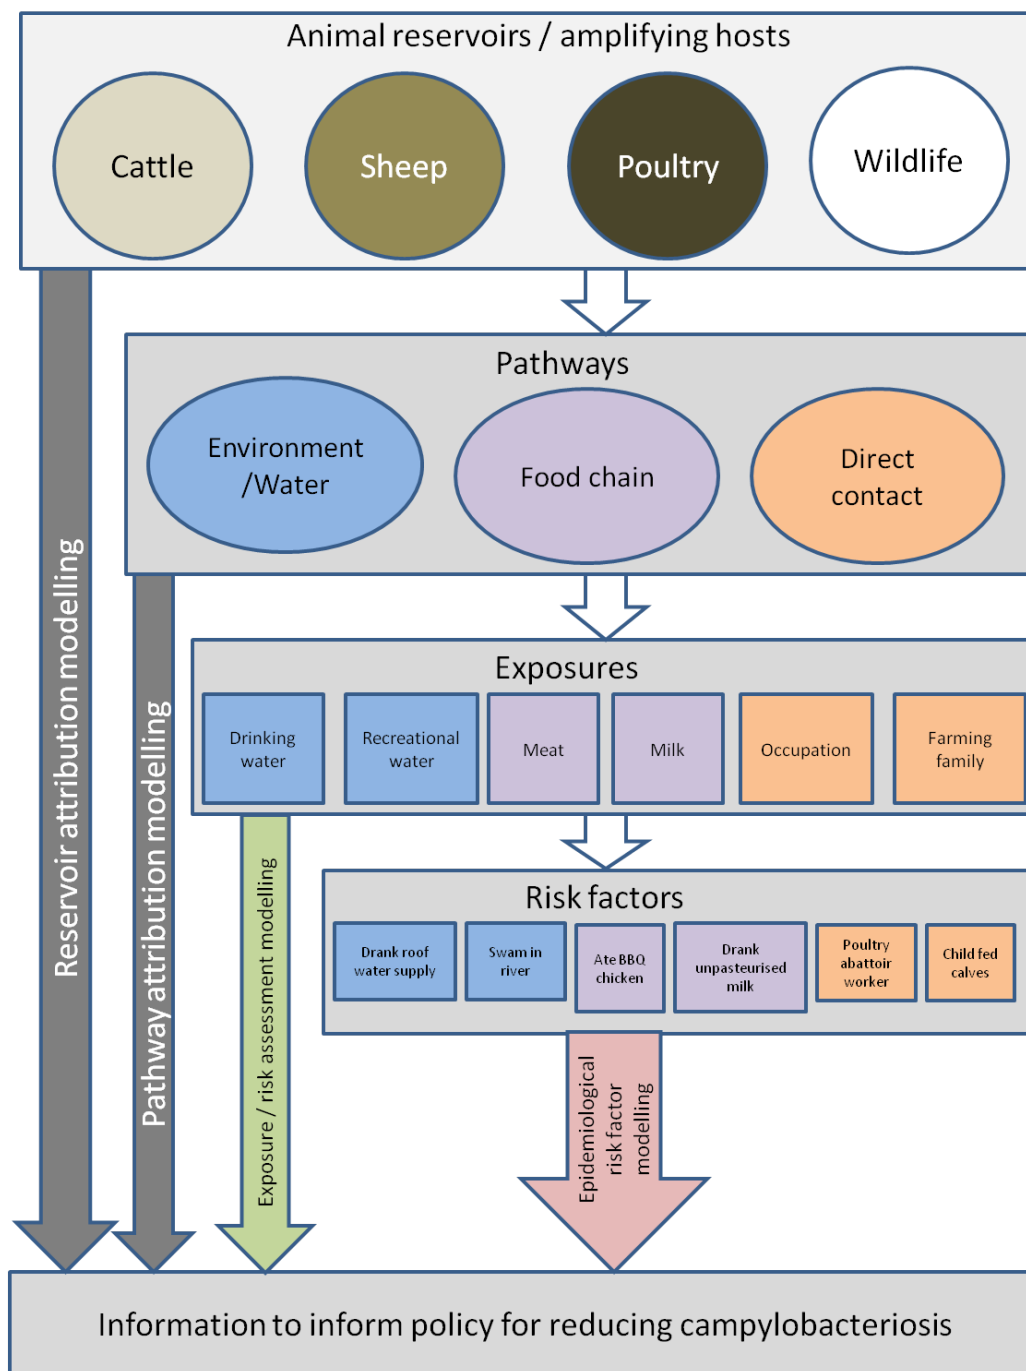 Animal reservoirs / amplifying hosts
Cattle
Sheep
Poultry
Wildlife
Pathways
Environment
/Water
Food chain
Direct
contact
Exposures
Drinking
water
Recreational
water
Meat
Milk
Occupation
Farming
family
Risk factors
Drank roof
water supply
Swam in
river
Ate BBQ
chicken
Drank
unpasteurised
milk
Poultry
abattoir
worker
Child fed
calves
Reservoir attribution modelling
Pathway attribution modelling
Exposure / risk assessment modelling
Epidemiological
risk factor
modelling
Information to inform policy for reducing campylobacteriosis